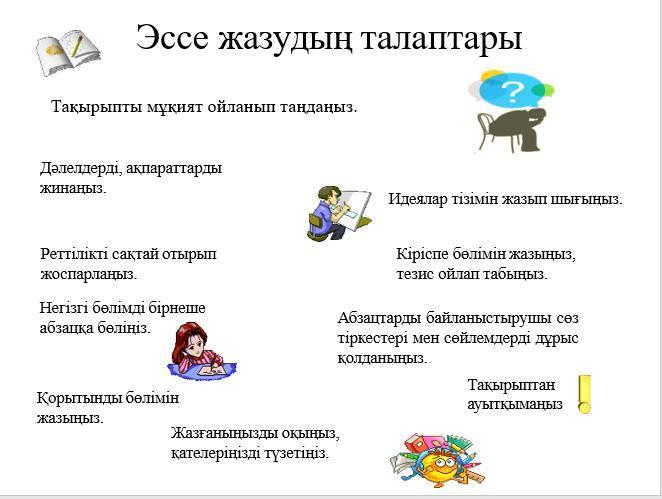 Эссе жазудың талаптары
?
Тақырыпты мұқият ойланып таңдаңыз.
Дәлелдерді, ақпараттарды
жинаңыз.
Идеялар тізімін жазып шығыңыз.
Реттілікті сақтай отырып
жоспарлаңыз.
Кіріспе бөлімін жазыңыз,
тезис ойлап табыңыз.
Негізгі бөлімді бірнеше
абзацқа бөліңіз.
Абзацтарды байланыстырушы сөз
тіркестері мен сөйлемдерді дұрыс
қолданыңыз.
Тақырыптан
ауытқымаңыз
!
Қорытынды бөлімін
жазыңыз.
Жазғаныңызды оқыңыз,
қателеріңізді түзетіңіз.